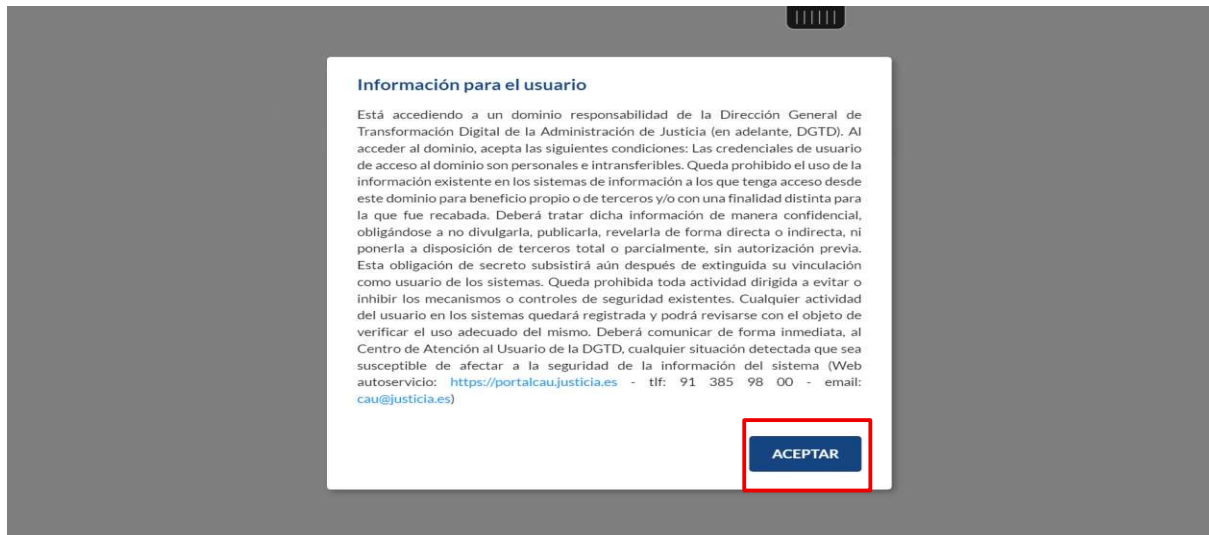 Información para el usuario
Está accediendo a un dominio responsabilidad de la Dirección General de
Transformación Digital de la Administración de Justicia (en adelante, DGTD). Al
acceder al dominio, acepta las siguientes condiciones: Las credenciales de usuario
de acceso al dominio son personales e intransferibles. Queda prohibido el uso de la
información existente en los sistemas de información a los que tenga acceso desde
este dominio para beneficio propio o de terceros y/o con una finalidad distinta para
la que fue recabada. Deberá tratar dicha información de manera confidencial,
obligándose a no divulgarla, publicarla, revelarla de forma directa o indirecta, ni
ponerla a disposición de terceros total o parcialmente, sin autorización previa.
Esta obligación de secreto subsistirá aún después de extinguida su vinculación
como usuario de los sistemas. Queda prohibida toda actividad dirigida a evitar o
inhibir los mecanismos o controles de seguridad existentes. Cualquier actividad
del usuario en los sistemas quedará registrada y podrá revisarse con el objeto de
verificar el uso adecuado del mismo. Deberá comunicar de forma inmediata, al
Centro de Atención al Usuario de la DGTD, cualquier situación detectada que sea
susceptible de afectar a la seguridad de la información del sistema (Web
autoservicio: https://portalcau.justicia.es - tlf: 91 385 98 00 - email:
cau@justicia.es)
ACEPTAR